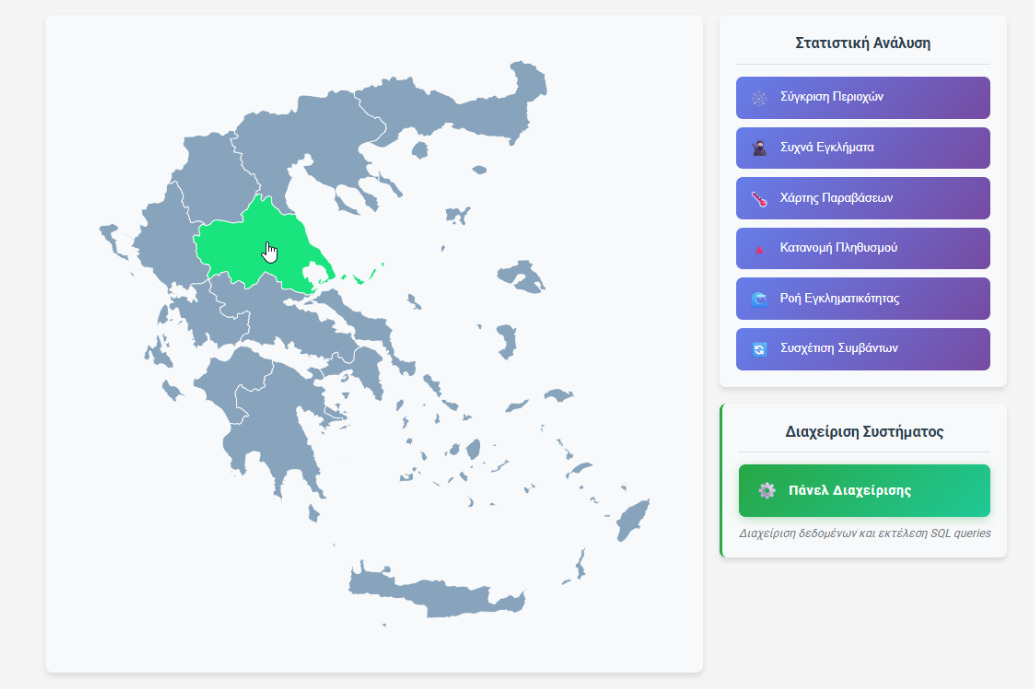 Στατιστική Ανάλυση
Σύγκριση Περιοχών
Συχνά Εγκλήματα
Χάρτης Παραβάσεων
Κατανομή Πληθυσμού
Ροή Εγκληματικότητας
Συσχέτιση Συμβάντων
Διαχείριση Συστήματος
Πάνελ Διαχείρισης
Διαχείριση δεδομένων και εκτέλεση SQL queries